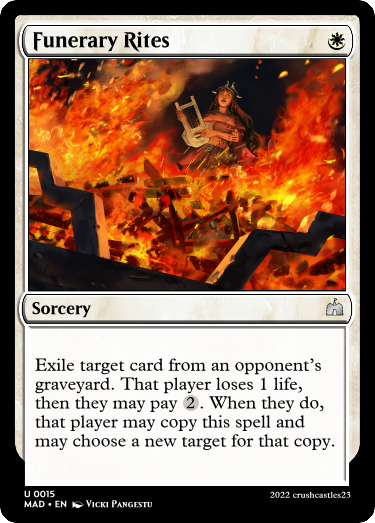 Funerary Rites
Sorcery
Exile target card from an opponent's
graveyard. That player loses 1 life,
then they may pay 2. When they do,
that player may copy this spell and
may choose a new target for that copy.
U 0015
MAD • EN Vicki Pangestu
2022 crushcastles23